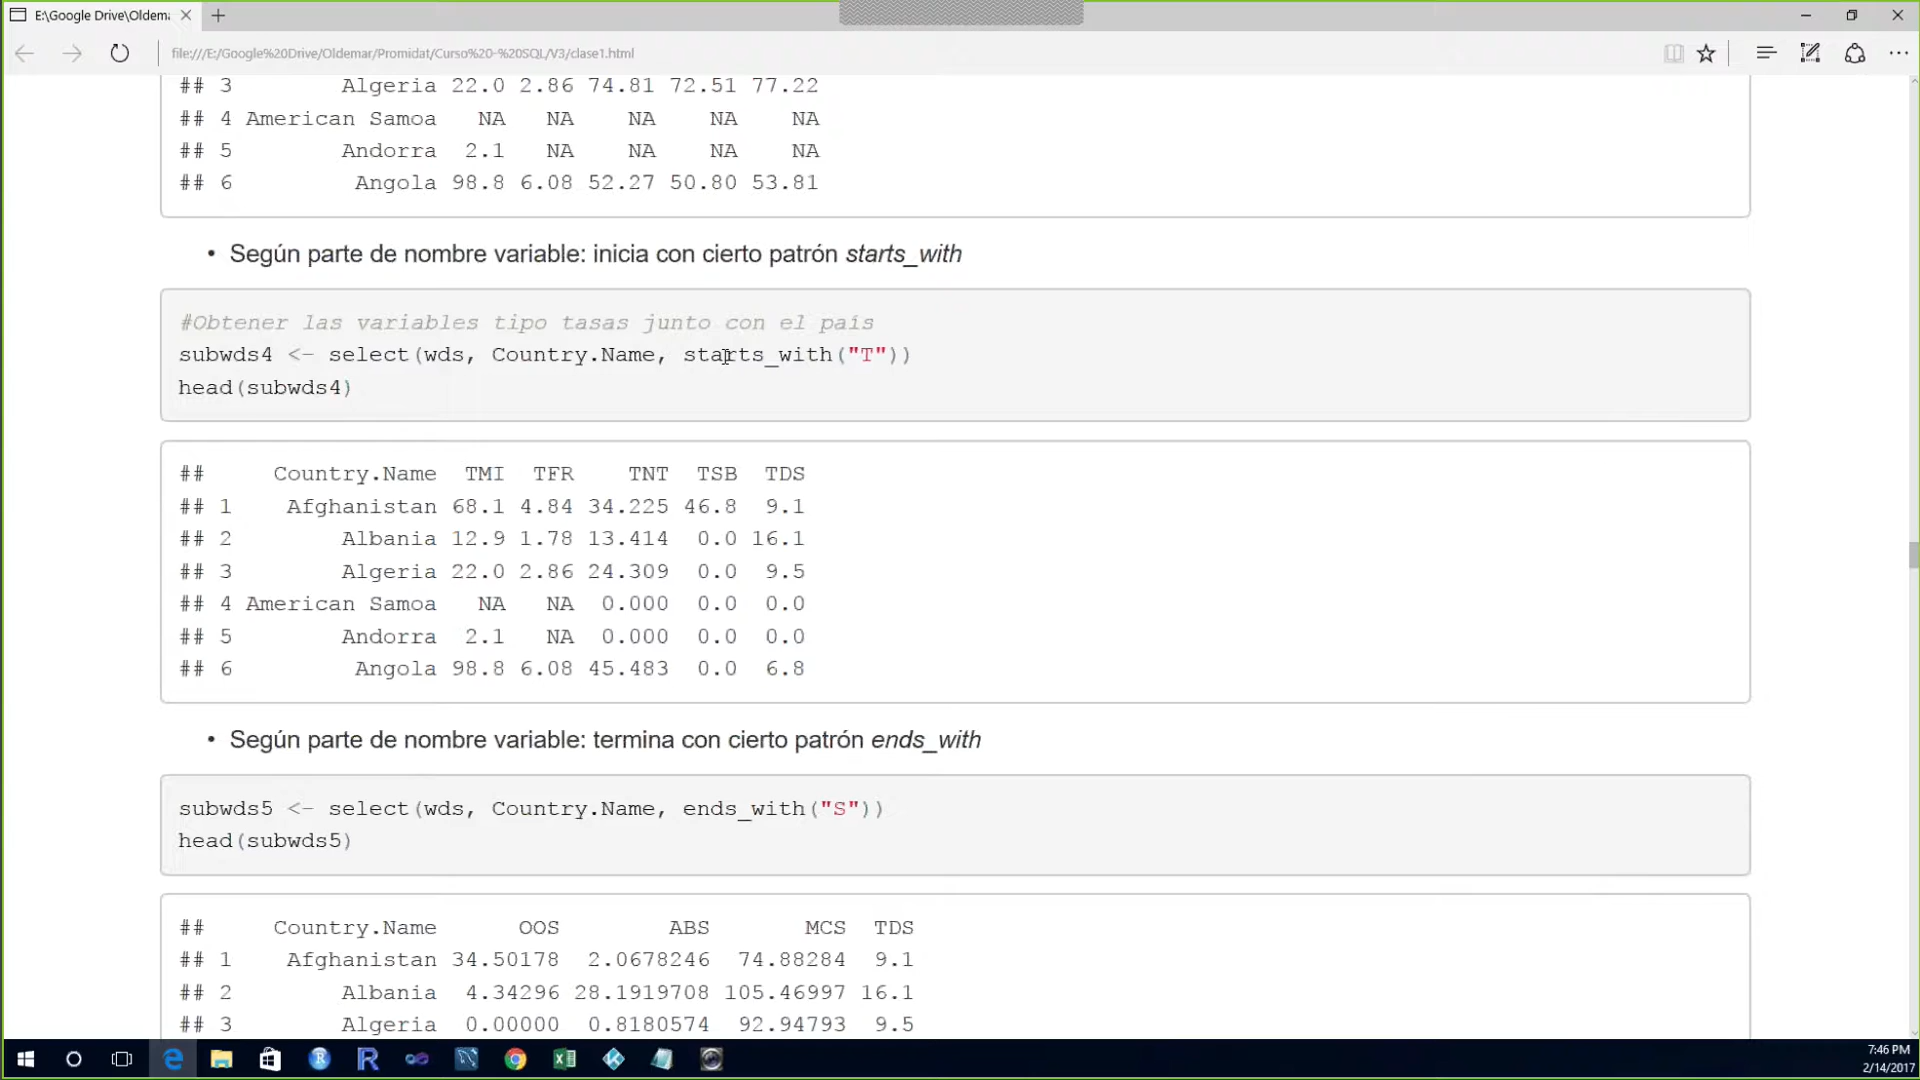 E:\Google Drive\Oldema
file:///E:/Google%20Drive/Oldemar/Promidat/Curso%20-%20SQL/V3/clase1.html
## 3 Algeria 22.0 2.86 74.81 72.51 77.22
## 4 American Samoa NA NA NA NA NA
## 5 Andorra 2.1 NA NA NA NA
## 6 Angola 98.8 6.08 52.27 50.80 53.81
• Según parte de nombre variable: inicia con cierto patrón starts_with
#Obtener las variables tipo tasas junto con el país
subwds4 <- select(wds, Country.Name, starts_with("T"))
head(subwds4)
## Country.Name TMI TFR TNT TSB TDS
## 1 Afghanistan 68.1 4.84 34.225 46.8 9.1
## 2 Albania 12.9 1.78 13.414 0.0 16.1
## 3 Algeria 22.0 2.86 24.309 0.0 9.5
## 4 American Samoa NA NA 0.000 0.0 0.0
## 5 Andorra 2.1 NA 0.000 0.0 0.0
## 6 Angola 98.8 6.08 45.483 0.0 6.8
• Según parte de nombre variable: termina con cierto patrón ends_with
subwds5 <- select(wds, Country.Name, ends_with("S"))
head(subwds5)
## Country.Name OOS ABS MCS TDS
## 1 Afghanistan 34.50178 2.0678246 74.88284 9.1
## 2 Albania 4.34296 28.1919708 105.46997 16.1
## 3 Algeria 0.00000 0.8180574 92.94793 9.5
7:46 PM
2/14/2017